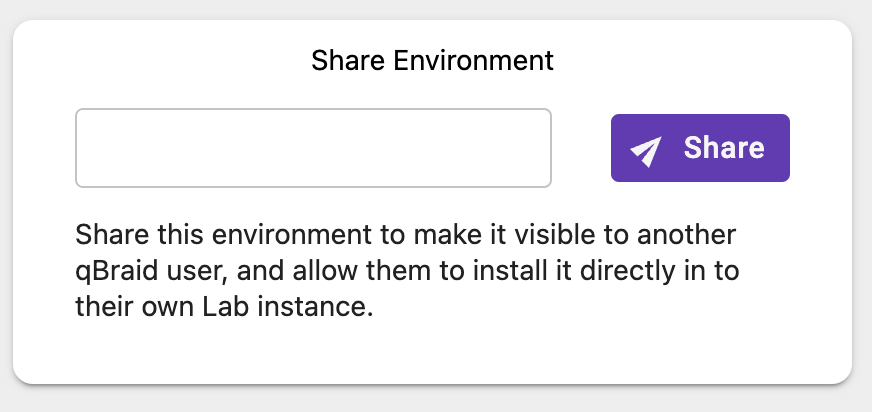 Share Environment
Share
Share this environment to make it visible to another
qBraid user, and allow them to install it directly in to
their own Lab instance.